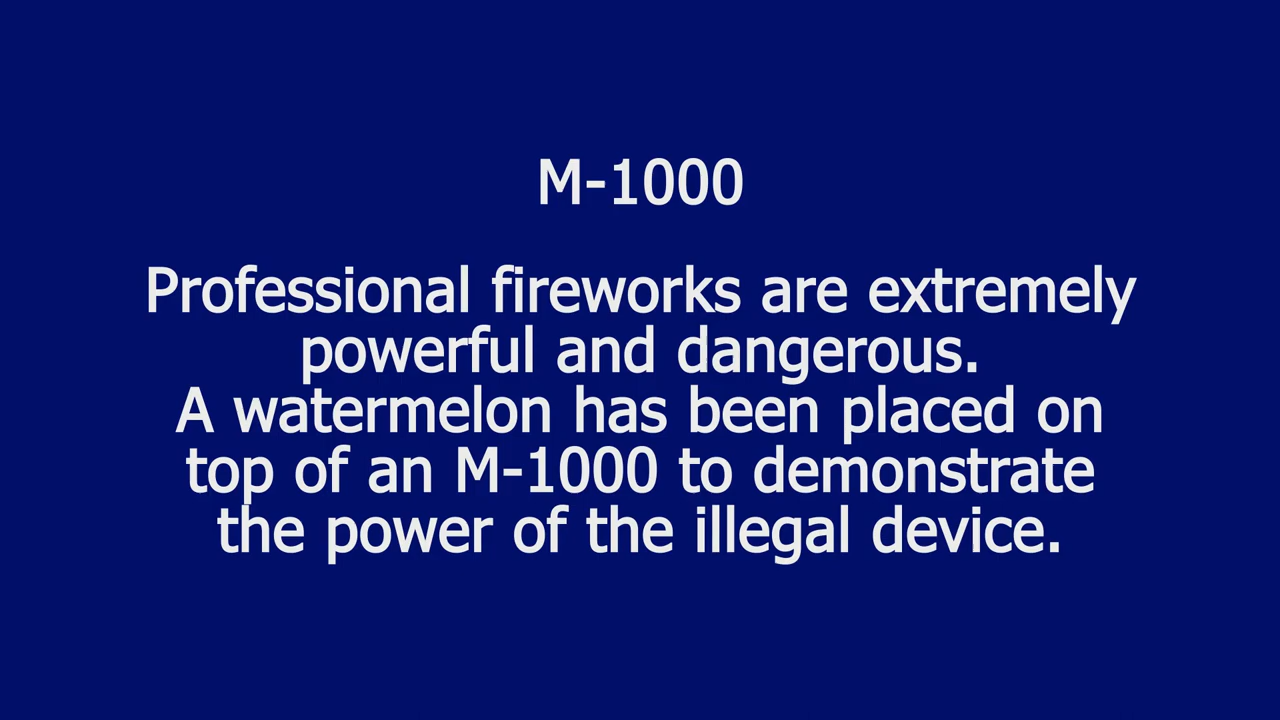 M-1000
Professional fireworks are extremely
powerful and dangerous.
A watermelon has been placed on
top of an M-1000 to demonstrate
the power of the illegal device.